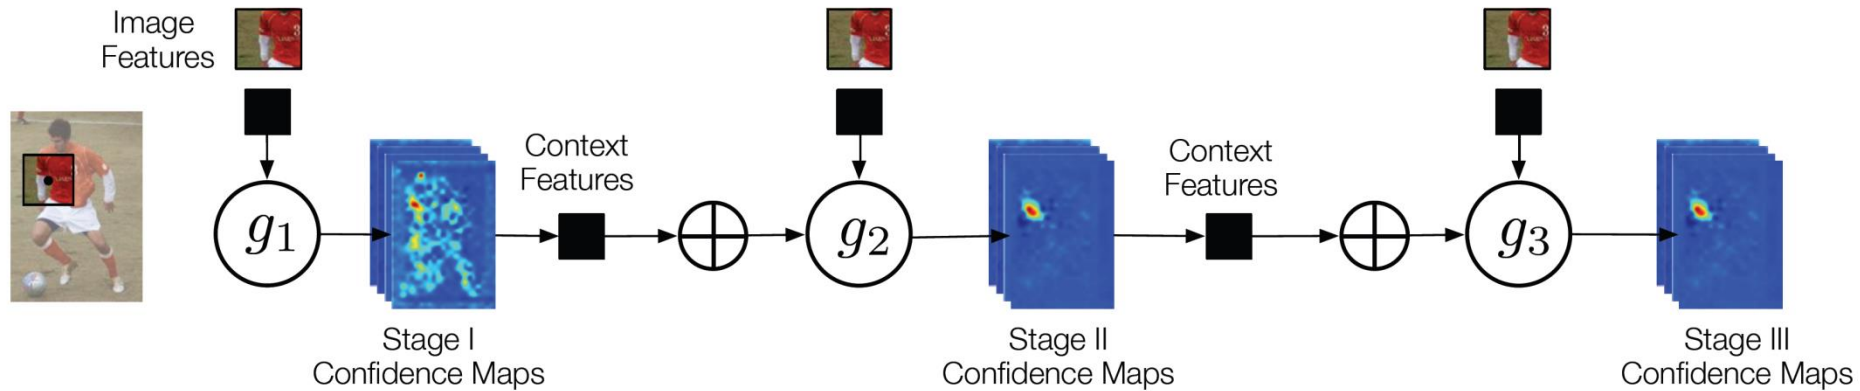 Image
Features
g1
Context
Features
g2
Context
Features
g3
Stage I
Confidence Maps
Stage II
Confidence Maps
Stage III
Confidence Maps